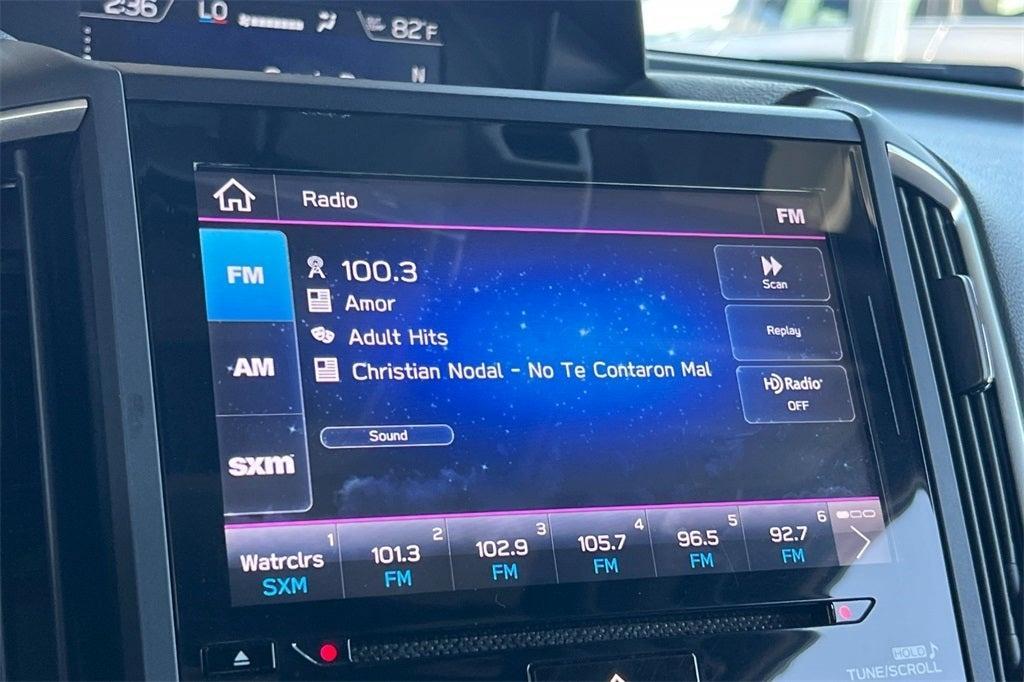 2:36 LO 82°F
N
Radio
FM
FM
AM
sxm
100.3
Amor
Adult Hits
Christian Nodal - No Te Contaron Mal
Sound
Scan
Replay
HD Radio
OFF
1 2 3 4 5 6
Watrclrs 101.3 102.9 105.7 96.5 92.7
SXM FM FM FM FM FM
HOLD
TUNE/SCROLL